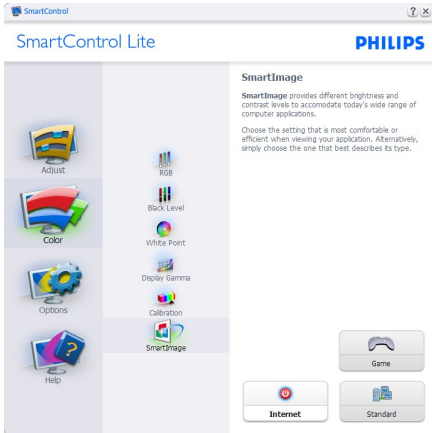 SmartControl
SmartControl Lite
PHILIPS
Adjust
Color
Options
Help
RGB
Black Level
White Point
Display Gamma
Calibration
SmartImage
SmartImage
SmartImage provides different brightness and
contrast levels to accomodate today's wide range of
computer applications.
Choose the setting that is most comfortable or
efficient when viewing your application. Alternatively,
simply choose the one that best describes its type.
Game
Internet
Standard